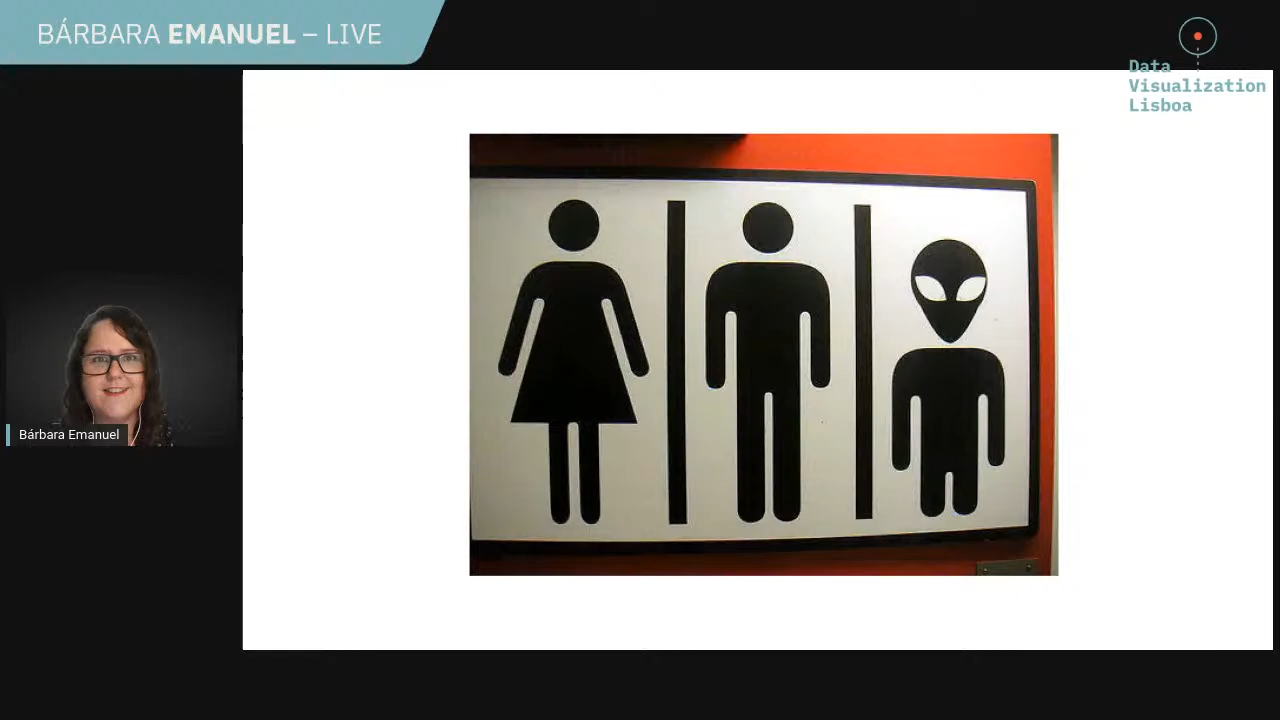 BÁRBARA EMANUEL – LIVE
Data
Visualization
Lisboa
Bárbara Emanuel